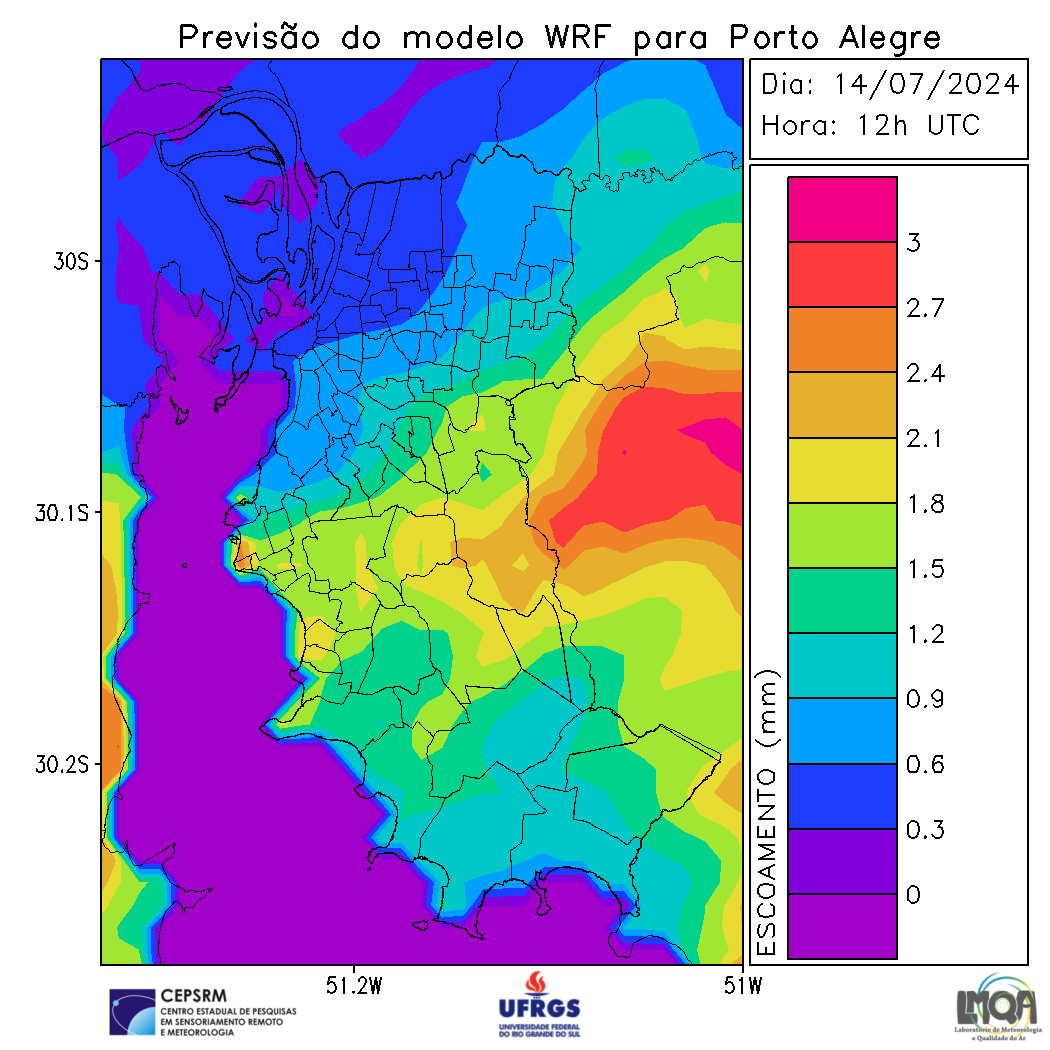 Previsão do modelo WRF para Porto Alegre
Dia: 14/07/2024
Hora: 12h UTC
30S
30.1S
30.2S
51.2W
51W
3
2.7
2.4
2.1
1.8
1.5
1.2
0.9
0.6
0.3
0
ESCOAMENTO (mm)
CEPSRM
CENTRO ESTADUAL DE PESQUISAS
EM SENSORIAMENTO REMOTO
E METEOROLOGIA
UFRGS
UNIVERSIDADE FEDERAL
DO RIO GRANDE DO SUL
LMQA
Laboratório de Meteorologia
e Qualidade do Ar